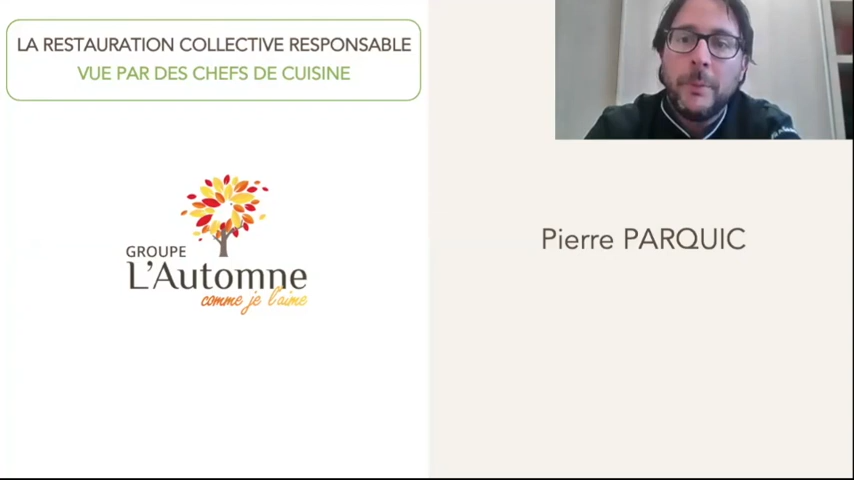 LA RESTAURATION COLLECTIVE RESPONSABLE
VUE PAR DES CHEFS DE CUISINE
GROUPE
L'Automne
comme je l'aime
Pierre PARQUIC